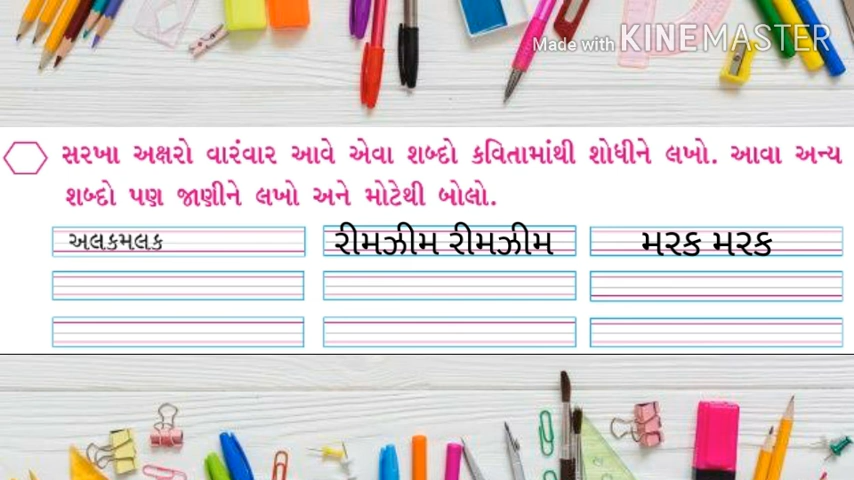 Made with KINEMASTER
સરખા અક્ષરો વારંવાર આવે એવા શબ્દો કવિતામાંથી શોધીને લખો. આવા અન્ય
શબ્દો પણ જાણીને લખો અને મોટેથી બોલો.
અલકમલક રીમઝીમ રીમઝીમ મરક મરક